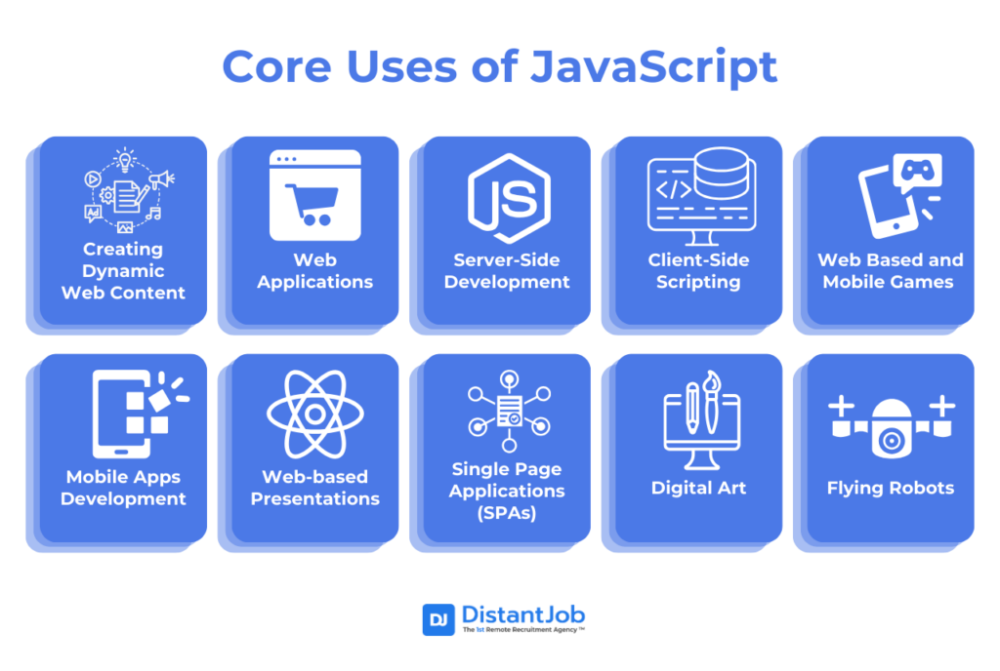 Core Uses of JavaScript
Ad
Creating
Dynamic
Web Content
Web
Applications
JS
Server-Side
Development
</>
Client-Side
Scripting
Web Based and
Mobile Games
Mobile Apps
Development
Web-based
Presentations
Single Page
Applications
(SPAs)
Digital Art
Flying Robots
DJ
DistantJob
The 1st Remote Recruitment Agency ™